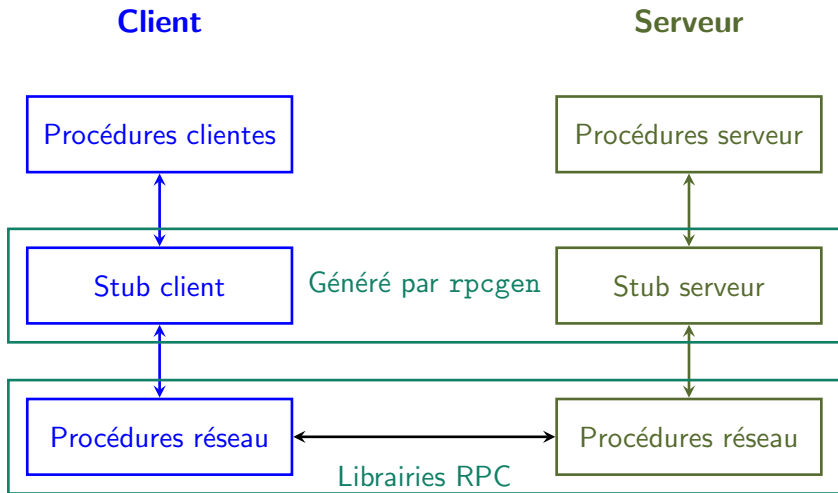 Client
Serveur
Procédures clientes
Procédures serveur
Stub client
Généré par rpcgen
Stub serveur
Procédures réseau
Procédures réseau
Librairies RPC